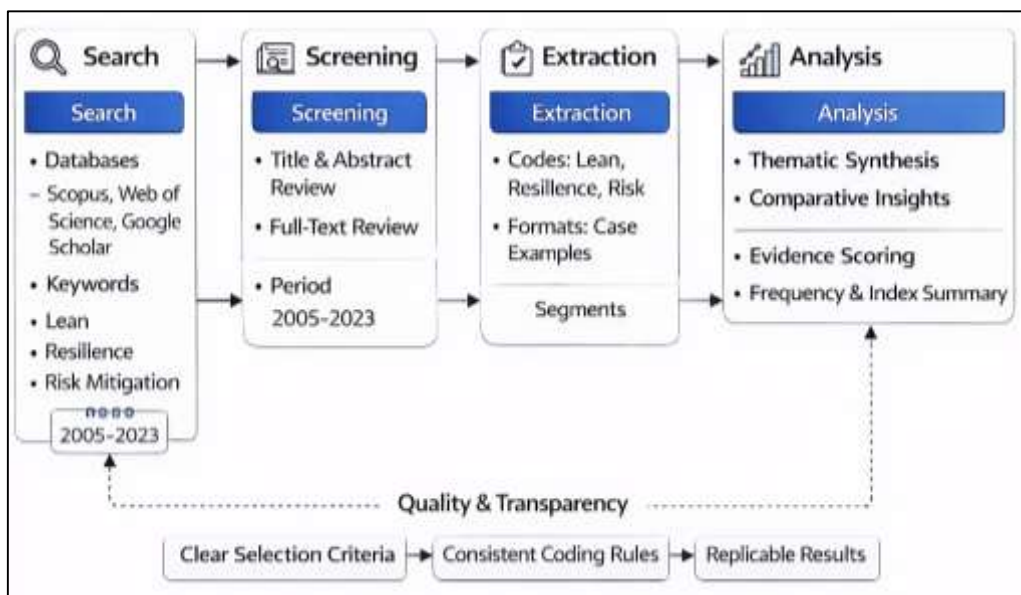 Search
Search
• Databases
– Scopus, Web of
Science, Google
Scholar
• Keywords
• Lean
• Resilience
• Risk Mitigation
2005–2023
Screening
Screening
• Title & Abstract
Review
• Full-Text Review
• Period
2005–2023
Extraction
Extraction
• Codes: Lean,
Resillence, Risk
• Formats: Case
Examples
Segments
Analysis
Analysis
• Thematic Synthesis
• Comparative Insights
• Evidence Scoring
• Frequency & Index Summary
Quality & Transparency
Clear Selection Criteria
Consistent Coding Rules
Replicable Results